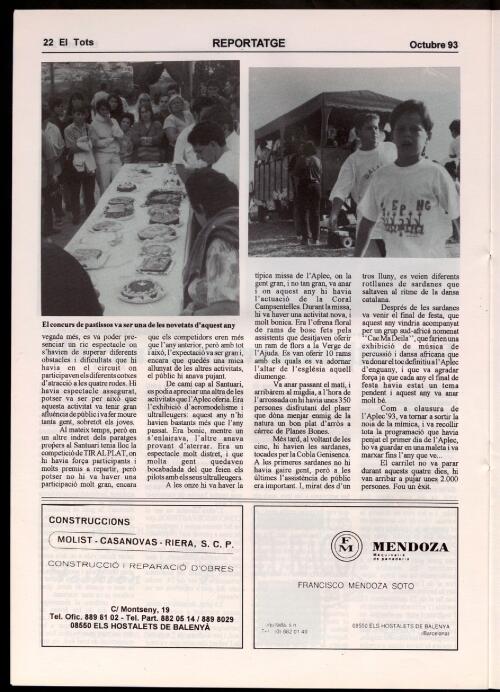 22 El Tots
REPORTATGE
Octubre 93
El concurs de pastissos va ser una de les novetats d'aquest any
vegada més, es va poder pre-
senciar un ric espectacle on
s'havien de superar diferents
obstacles i dificultats que hi
havia en el circuit on
participaven els diferents cotxes
d'atracció a les quatre rodes. Hi
havia espectacle assegurat,
potser va ser per això que
aquesta activitat va tenir gran
afluència de públic i va fer moure
tanta gent, sobretot els joves.
Al mateix temps, però en
un altre indret dels paratges
propers al Santuari tenia lloc la
competició de TIR AL PLAT, on
hi havia força participants i
molts premis a repartir, però
potser no hi va haver una
participació molt gran, encara
que els competidors eren més
que l'any anterior, però amb tot
i això, l'espectació va ser gran i
encara que quedés una mica
allunyat de les altres activitats,
el públic hi anava pujant.
De camí cap al Santuari,
es podia apreciar una altra de les
activitats que l'Aplec oferia. Era
l'exhibició d'acromodelisme i
ultralleugers: aquest any n'hi
havien bastants més que l'any
passat. Era bonic, mentre un
s'enlairava, l'altre anava
provant d'aterrar. Era un
espectacle molt distret, i que
molta gent quedaven
bocabadada del que feien els
pilots amb els seus ultralleugers.
A les onze hi va haver la
típica missa de l'Aplec, on la
gent gran, i no tan gran, va anar
i on aquest any hi havia
l'actuació de la Coral
Campsentelles. Durant la missa,
hi va haver una activitat nova, i
molt bonica. Era l'ofrena floral
de rams de bosc fets pels
assistents que desitjaven oferir
un ram de flors a la Verge de
l'Ajuda. Es van oferir 10 rams
amb els quals es va adornar
l'altar de l'església aquell
diumenge.
Va anar passant el matí, i
arribàrem al migdia, a l'hora de
l'arrossada on hi havia unes 350
persones disfrutant del plaer
que dóna menjar enmig de la
natura un bon plat d'arròs a
càrrec de Planes Bones.
Més tard, al voltant de les
cinc, hi havien les sardanes,
tocades per la Cobla Genisenca.
A les primeres sardanes no hi
havia gaire gent, però a les
últimes l'assistència de públic
era important. I, mirat des d'un
tros lluny, es veien diferents
rotllanes de sardanes que
saltaven al ritme de la dansa
catalana.
Després de les sardanes
va venir el final de festa, que
aquest any vindria acompanyat
per un grup sud-africà nomenat
"Cae Ma Deila", que farien una
exhibició de música de
percussió i dansa africana que
va donar el toc definitiu a l'Aplec
d'enguany, i que va agradar
força ja que cada any el final de
festa havia estat un tema
pendent i aquest any va anar
molt bé.
Com a clausura de
l'Aplec'93, va tornar a sortir la
noia de la mímica, i va recollir
tota la programació que havia
penjat el primer dia de l'Aplec,
ho va guardar en una maleta i va
marxar fins l'any que ve...
El carrilet no va parar
durant aquests quatre dies, hi
van arribar a pujar unes 2.000
persones. Fou un èxit.
CONSTRUCCIONS
MOLIST - CASANOVAS - RIERA, S. C. P.
CONSTRUCCIÓ I REPARACIÓ D'OBRES
C/ Montseny, 19
Tel. Ofic. 889 81 02 - Tel. Part. 882 05 14 / 889 8029
08550 ELS HOSTALETS DE BALENYÀ
FM MENDOZA
Maquinària
de panaderia
FRANCISCO MENDOZA SOTO
08550 ELS HOSTALETS DE BALENYÀ
(Barcelona)